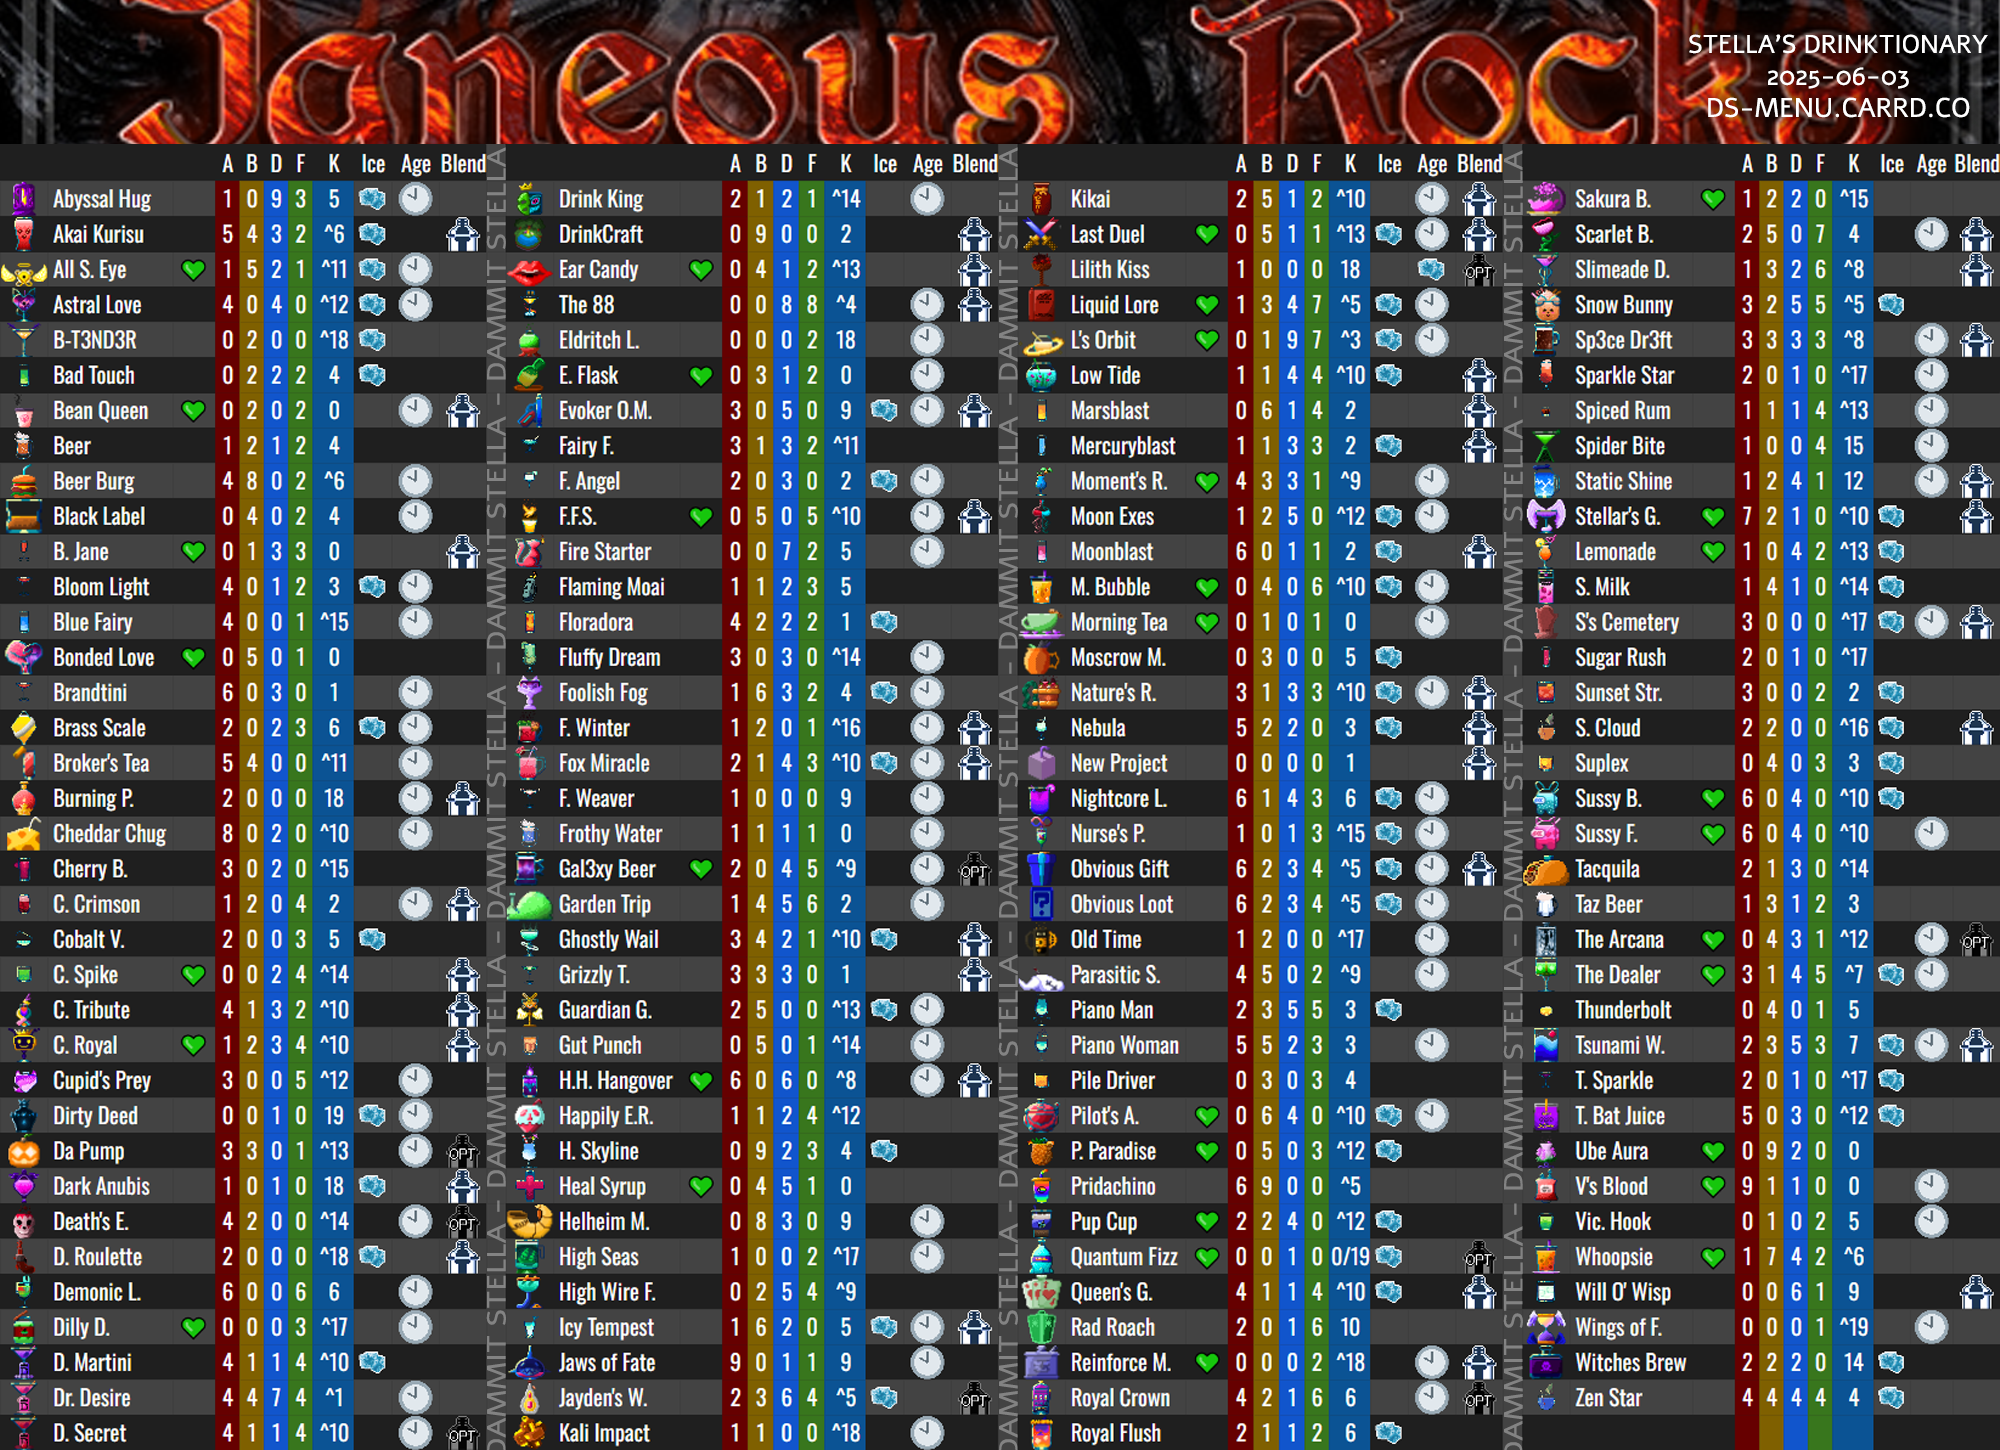 Igneous Rocks
STELLA'S DRINKTIONARY
2025-06-03
DS-MENU.CARRD.CO
A B D F K Ice Age Blend
Abyssal Hug 1 0 9 3 5
Akai Kurisu 5 4 3 2 ^6
All S. Eye 1 5 2 1 ^11
Astral Love 4 0 4 0 ^12
B-T3ND3R 0 2 0 0 ^18
Bad Touch 0 2 2 2 4
Bean Queen 0 2 0 2 0
Beer 1 2 1 2 4
Beer Burg 4 8 0 2 ^6
Black Label 0 4 0 2 4
B. Jane 0 1 3 3 0
Bloom Light 4 0 1 2 3
Blue Fairy 4 0 0 1 ^15
Bonded Love 0 5 0 1 0
Brandtini 6 0 3 0 1
Brass Scale 2 0 2 3 6
Broker's Tea 5 4 0 0 ^11
Burning P. 2 0 0 0 18
Cheddar Chug 8 0 2 0 ^10
Cherry B. 3 0 2 0 ^15
C. Crimson 1 2 0 4 2
Cobalt V. 2 0 0 3 5
C. Spike 0 0 2 4 ^14
C. Tribute 4 1 3 2 ^10
C. Royal 1 2 3 4 ^10
Cupid's Prey 3 0 0 5 ^12
Dirty Deed 0 0 1 0 19
Da Pump 3 3 0 1 ^13 OPT
Dark Anubis 1 0 1 0 18
Death's E. 4 2 0 0 ^14 OPT
D. Roulette 2 0 0 0 ^18
Demonic L. 6 0 0 6 6
Dilly D. 0 0 0 3 ^17
D. Martini 4 1 1 4 ^10
Dr. Desire 4 4 7 4 ^1
D. Secret 4 1 1 4 ^10 OPT
DAMMIT STELLA - DAMMIT STELLA - DAMMIT STELLA - DAMMIT STELLA
A B D F K Ice Age Blend
Drink King 2 1 2 1 ^14
DrinkCraft 0 9 0 0 2
Ear Candy 0 4 1 2 ^13
The 88 0 0 8 8 ^4
Eldritch L. 0 0 0 2 18
E. Flask 0 3 1 2 0
Evoker O.M. 3 0 5 0 9
Fairy F. 3 1 3 2 ^11
F. Angel 2 0 3 0 2
F.F.S. 0 5 0 5 ^10
Fire Starter 0 0 7 2 5
Flaming Moai 1 1 2 3 5
Floradora 4 2 2 2 1
Fluffy Dream 3 0 3 0 ^14
Foolish Fog 1 6 3 2 4
F. Winter 1 2 0 1 ^16
Fox Miracle 2 1 4 3 ^10
F. Weaver 1 0 0 0 9
Frothy Water 1 1 1 1 0
Gal3xy Beer 2 0 4 5 ^9 OPT
Garden Trip 1 4 5 6 2
Ghostly Wail 3 4 2 1 ^10
Grizzly T. 3 3 3 0 1
Guardian G. 2 5 0 0 ^13
Gut Punch 0 5 0 1 ^14
H.H. Hangover 6 0 6 0 ^8
Happily E.R. 1 1 2 4 ^12
H. Skyline 0 9 2 3 4
Heal Syrup 0 4 5 1 0
Helheim M. 0 8 3 0 9
High Seas 1 0 0 2 ^17
High Wire F. 0 2 5 4 ^9
Icy Tempest 1 6 2 0 5
Jaws of Fate 9 0 1 1 9
Jayden's W. 2 3 6 4 ^5 OPT
Kali Impact 1 1 0 0 ^18
DAMMIT STELLA - DAMMIT STELLA - DAMMIT STELLA - DAMMIT STELLA
A B D F K Ice Age Blend
Kikai 2 5 1 2 ^10
Last Duel 0 5 1 1 ^13
Lilith Kiss 1 0 0 0 18 OPT
Liquid Lore 1 3 4 7 ^5
L's Orbit 0 1 9 7 ^3
Low Tide 1 1 4 4 ^10
Marsblast 0 6 1 4 2
Mercuryblast 1 1 3 3 2
Moment's R. 4 3 3 1 ^9
Moon Exes 1 2 5 0 ^12
Moonblast 6 0 1 1 2
M. Bubble 0 4 0 6 ^10
Morning Tea 0 1 0 1 0
Moscrow M. 0 3 0 0 5
Nature's R. 3 1 3 3 ^10
Nebula 5 2 2 0 3
New Project 0 0 0 0 1
Nightcore L. 6 1 4 3 6
Nurse's P. 1 0 1 3 ^15
Obvious Gift 6 2 3 4 ^5
Obvious Loot 6 2 3 4 ^5
Old Time 1 2 0 0 ^17
Parasitic S. 4 5 0 2 ^9
Piano Man 2 3 5 5 3
Piano Woman 5 5 2 3 3
Pile Driver 0 3 0 3 4
Pilot's A. 0 6 4 0 ^10
P. Paradise 0 5 0 3 ^12
Pridachino 6 9 0 0 ^5
Pup Cup 2 2 4 0 ^12
Quantum Fizz 0 0 1 0 0/19 OPT
Queen's G. 4 1 1 4 ^10
Rad Roach 2 0 1 6 10
Reinforce M. 0 0 0 2 ^18
Royal Crown 4 2 1 6 6 OPT
Royal Flush 2 1 1 2 6
DAMMIT STELLA - DAMMIT STELLA - DAMMIT STELLA - DAMMIT STELLA
A B D F K Ice Age Blend
Sakura B. 1 2 2 0 ^15
Scarlet B. 2 5 0 7 4
Slimeade D. 1 3 2 6 ^8
Snow Bunny 3 2 5 5 ^5
Sp3ce Dr3ft 3 3 3 3 ^8
Sparkle Star 2 0 1 0 ^17
Spiced Rum 1 1 1 4 ^13
Spider Bite 1 0 0 4 15
Static Shine 1 2 4 1 12
Stellar's G. 7 2 1 0 ^10
Lemonade 1 0 4 2 ^13
S. Milk 1 4 1 0 ^14
S's Cemetery 3 0 0 0 ^17
Sugar Rush 2 0 1 0 ^17
Sunset Str. 3 0 0 2 2
S. Cloud 2 2 0 0 ^16
Suplex 0 4 0 3 3
Sussy B. 6 0 4 0 ^10
Sussy F. 6 0 4 0 ^10
Tacquila 2 1 3 0 ^14
Taz Beer 1 3 1 2 3
The Arcana 0 4 3 1 ^12 OPT
The Dealer 3 1 4 5 ^7
Thunderbolt 0 4 0 1 5
Tsunami W. 2 3 5 3 7
T. Sparkle 2 0 1 0 ^17
T. Bat Juice 5 0 3 0 ^12
Ube Aura 0 9 2 0 0
V's Blood 9 1 1 0 0
Vic. Hook 0 1 0 2 5
Whoopsie 1 7 4 2 ^6
Will O' Wisp 0 0 6 1 9
Wings of F. 0 0 0 1 ^19
Witches Brew 2 2 2 0 14
Zen Star 4 4 4 4 4